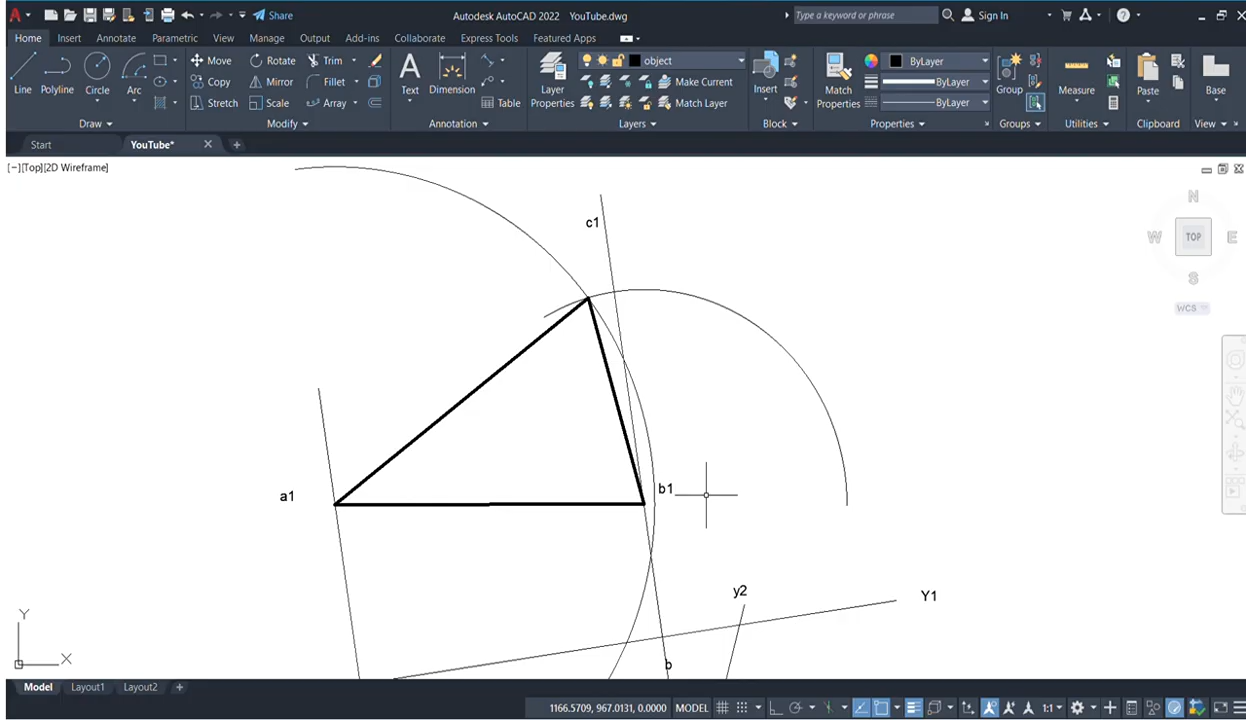 Share
Autodesk AutoCAD 2022 YouTube.dwg
Type a keyword or phrase
Sign In
Home Insert Annotate Parametric View Manage Output Add-ins Collaborate Express Tools Featured Apps
Line Polyline Circle Arc
Move Rotate Trim
Copy Mirror Fillet
Stretch Scale Array
Text Dimension Table
Layer Properties
object
Make Current
Match Layer
Insert
Match Properties
ByLayer
ByLayer
ByLayer
Group Measure Paste Base
Draw Modify Annotation Layers Block Properties Groups Utilities Clipboard View
Start YouTube*
[−][Top][2D Wireframe]
N
W TOP E
S
WCS
c1
a1
b1
y2
Y1
b
Y
X
Model Layout1 Layout2
1166.5709, 967.0131, 0.0000 MODEL 1:1